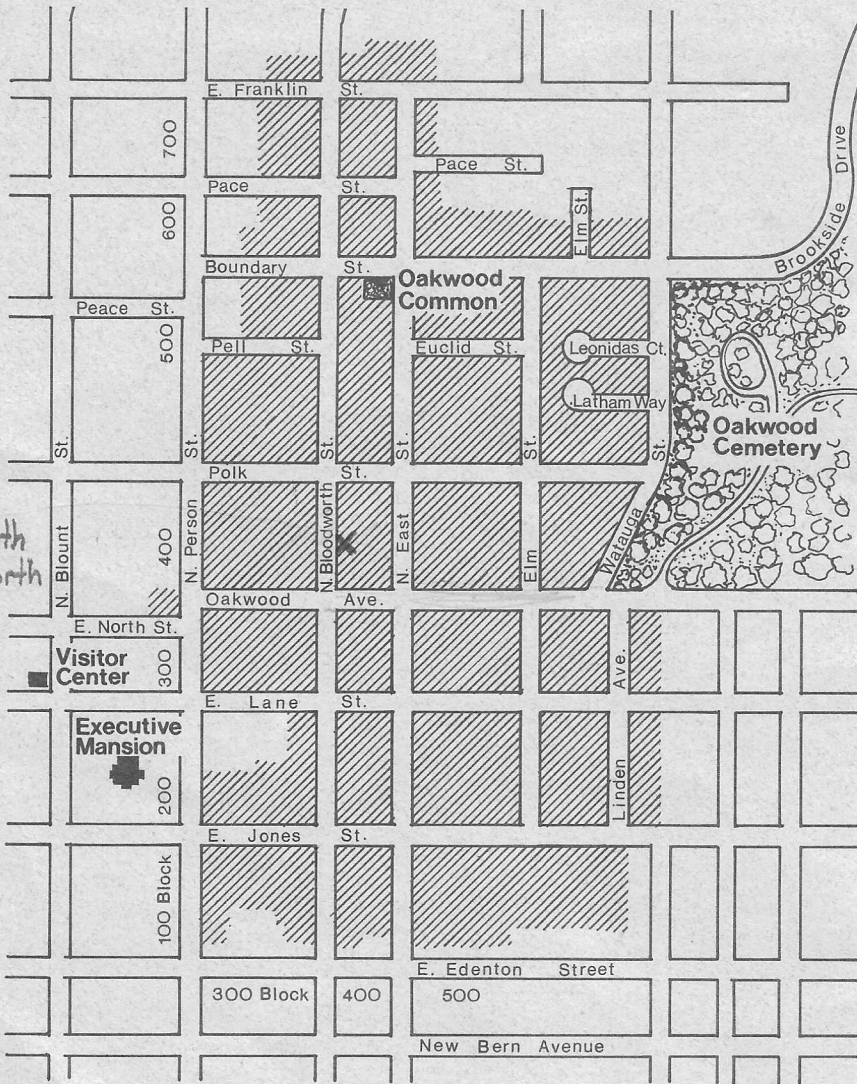 E. Franklin St.
700
Pace St.
Drive
Pace St.
600
Elm St.
Brookside
Boundary St.
Oakwood
Common
Peace St.
500
Pell St.
Euclid St.
Leonidas Ct.
Latham Way
Oakwood
Cemetery
St.
St.
St.
St.
St.
St.
Polk St.
N. Blount
400
N. Person
N. Bloodworth
X
N. East
Elm
Watauga
Oakwood Ave.
E. North St.
Visitor
Center
300
Ave.
E. Lane St.
Executive
Mansion
200
Linden
E. Jones St.
100 Block
E. Edenton Street
300 Block
400
500
New Bern Avenue